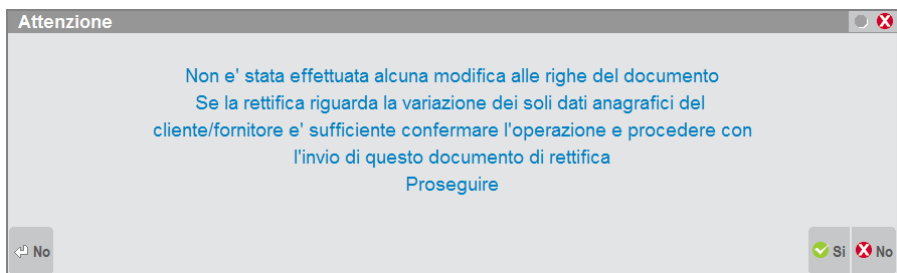 Attenzione
Non e' stata effettuata alcuna modifica alle righe del documento
Se la rettifica riguarda la variazione dei soli dati anagrafici del
cliente/fornitore e' sufficiente confermare l'operazione e procedere con
l'invio di questo documento di rettifica
Proseguire
No Si No